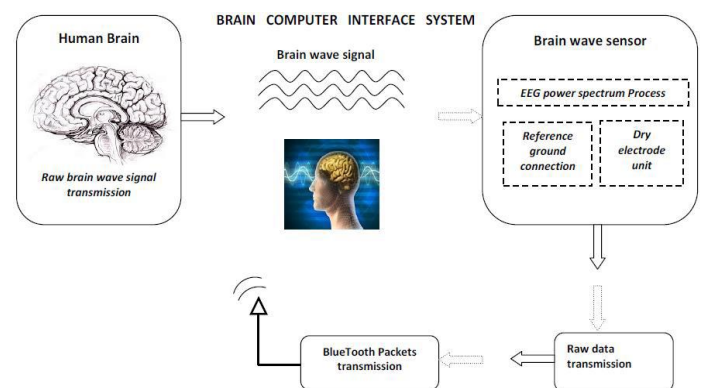 BRAIN COMPUTER INTERFACE SYSTEM
Human Brain
Raw brain wave signal
transmission
Brain wave signal
Brain wave sensor
EEG power spectrum Process
Reference
ground
connection
Dry
electrode
unit
Raw data
transmission
BlueTooth Packets
transmission